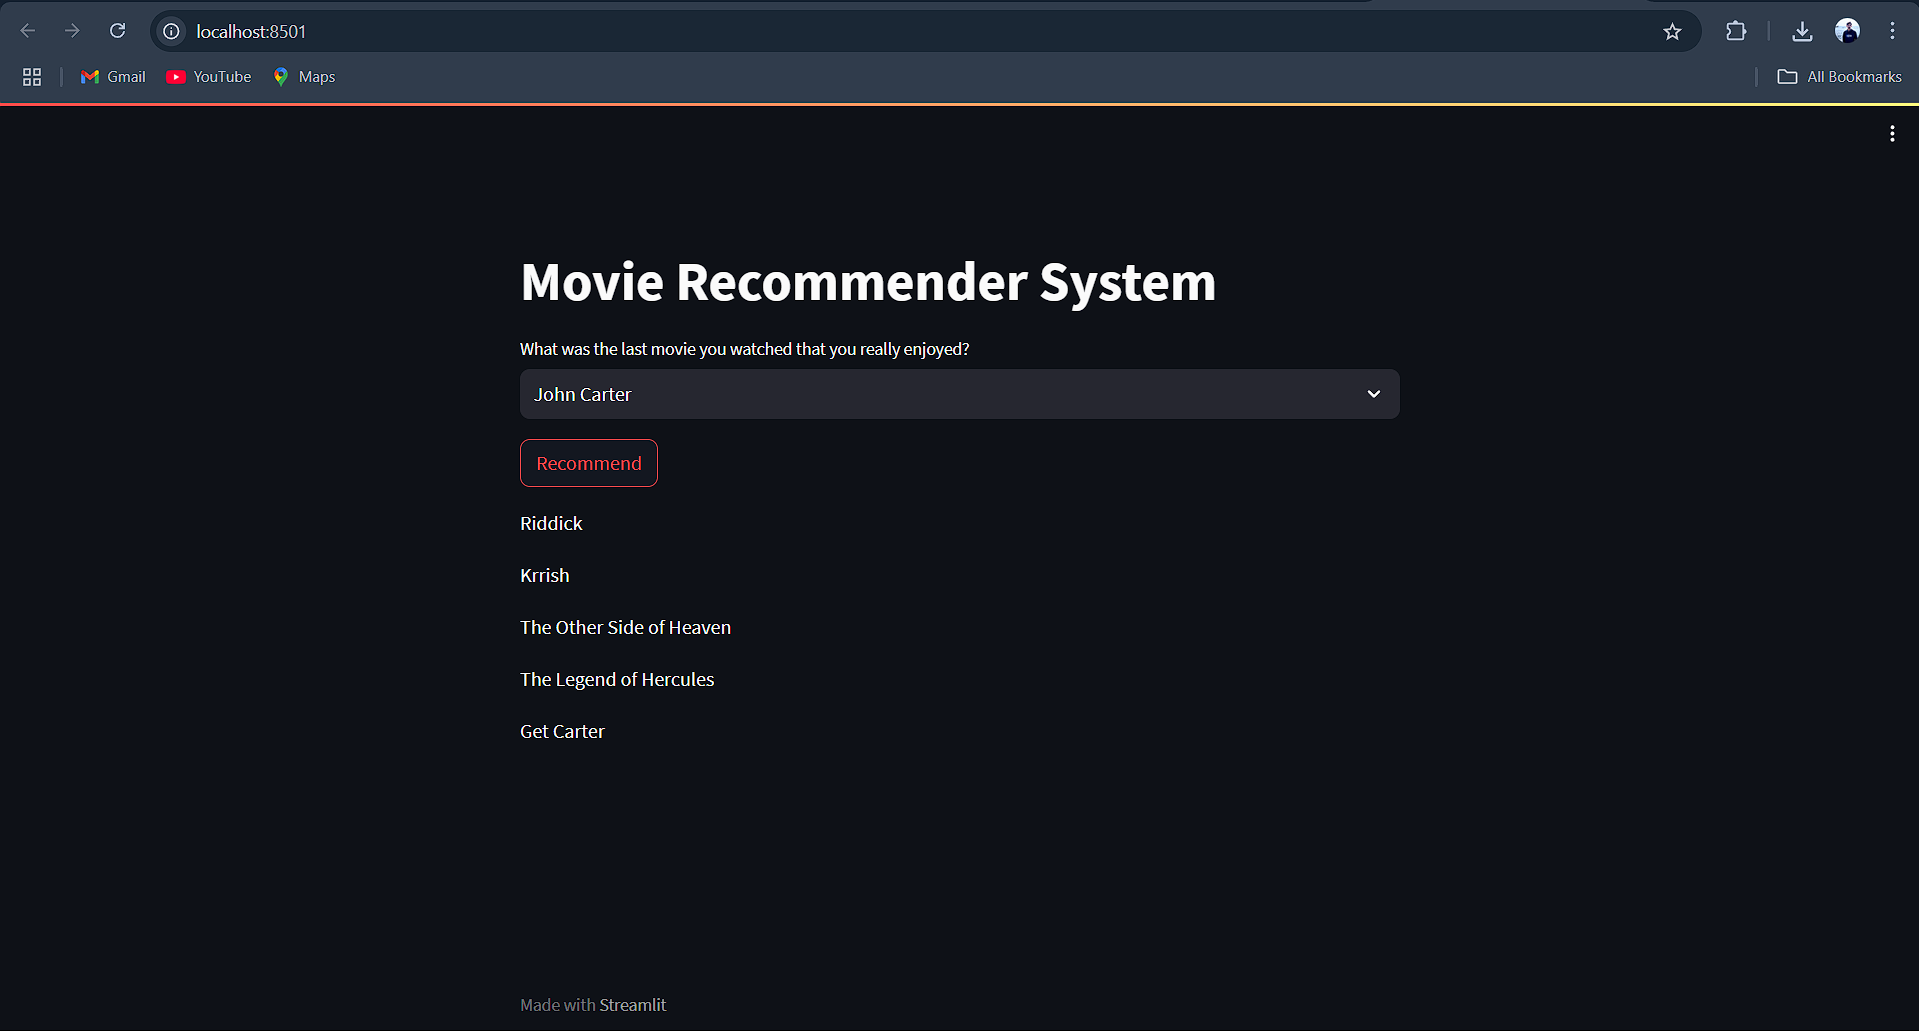 localhost:8501
Gmail YouTube Maps All Bookmarks
Movie Recommender System
What was the last movie you watched that you really enjoyed?
John Carter
Recommend
Riddick
Krrish
The Other Side of Heaven
The Legend of Hercules
Get Carter
Made with Streamlit